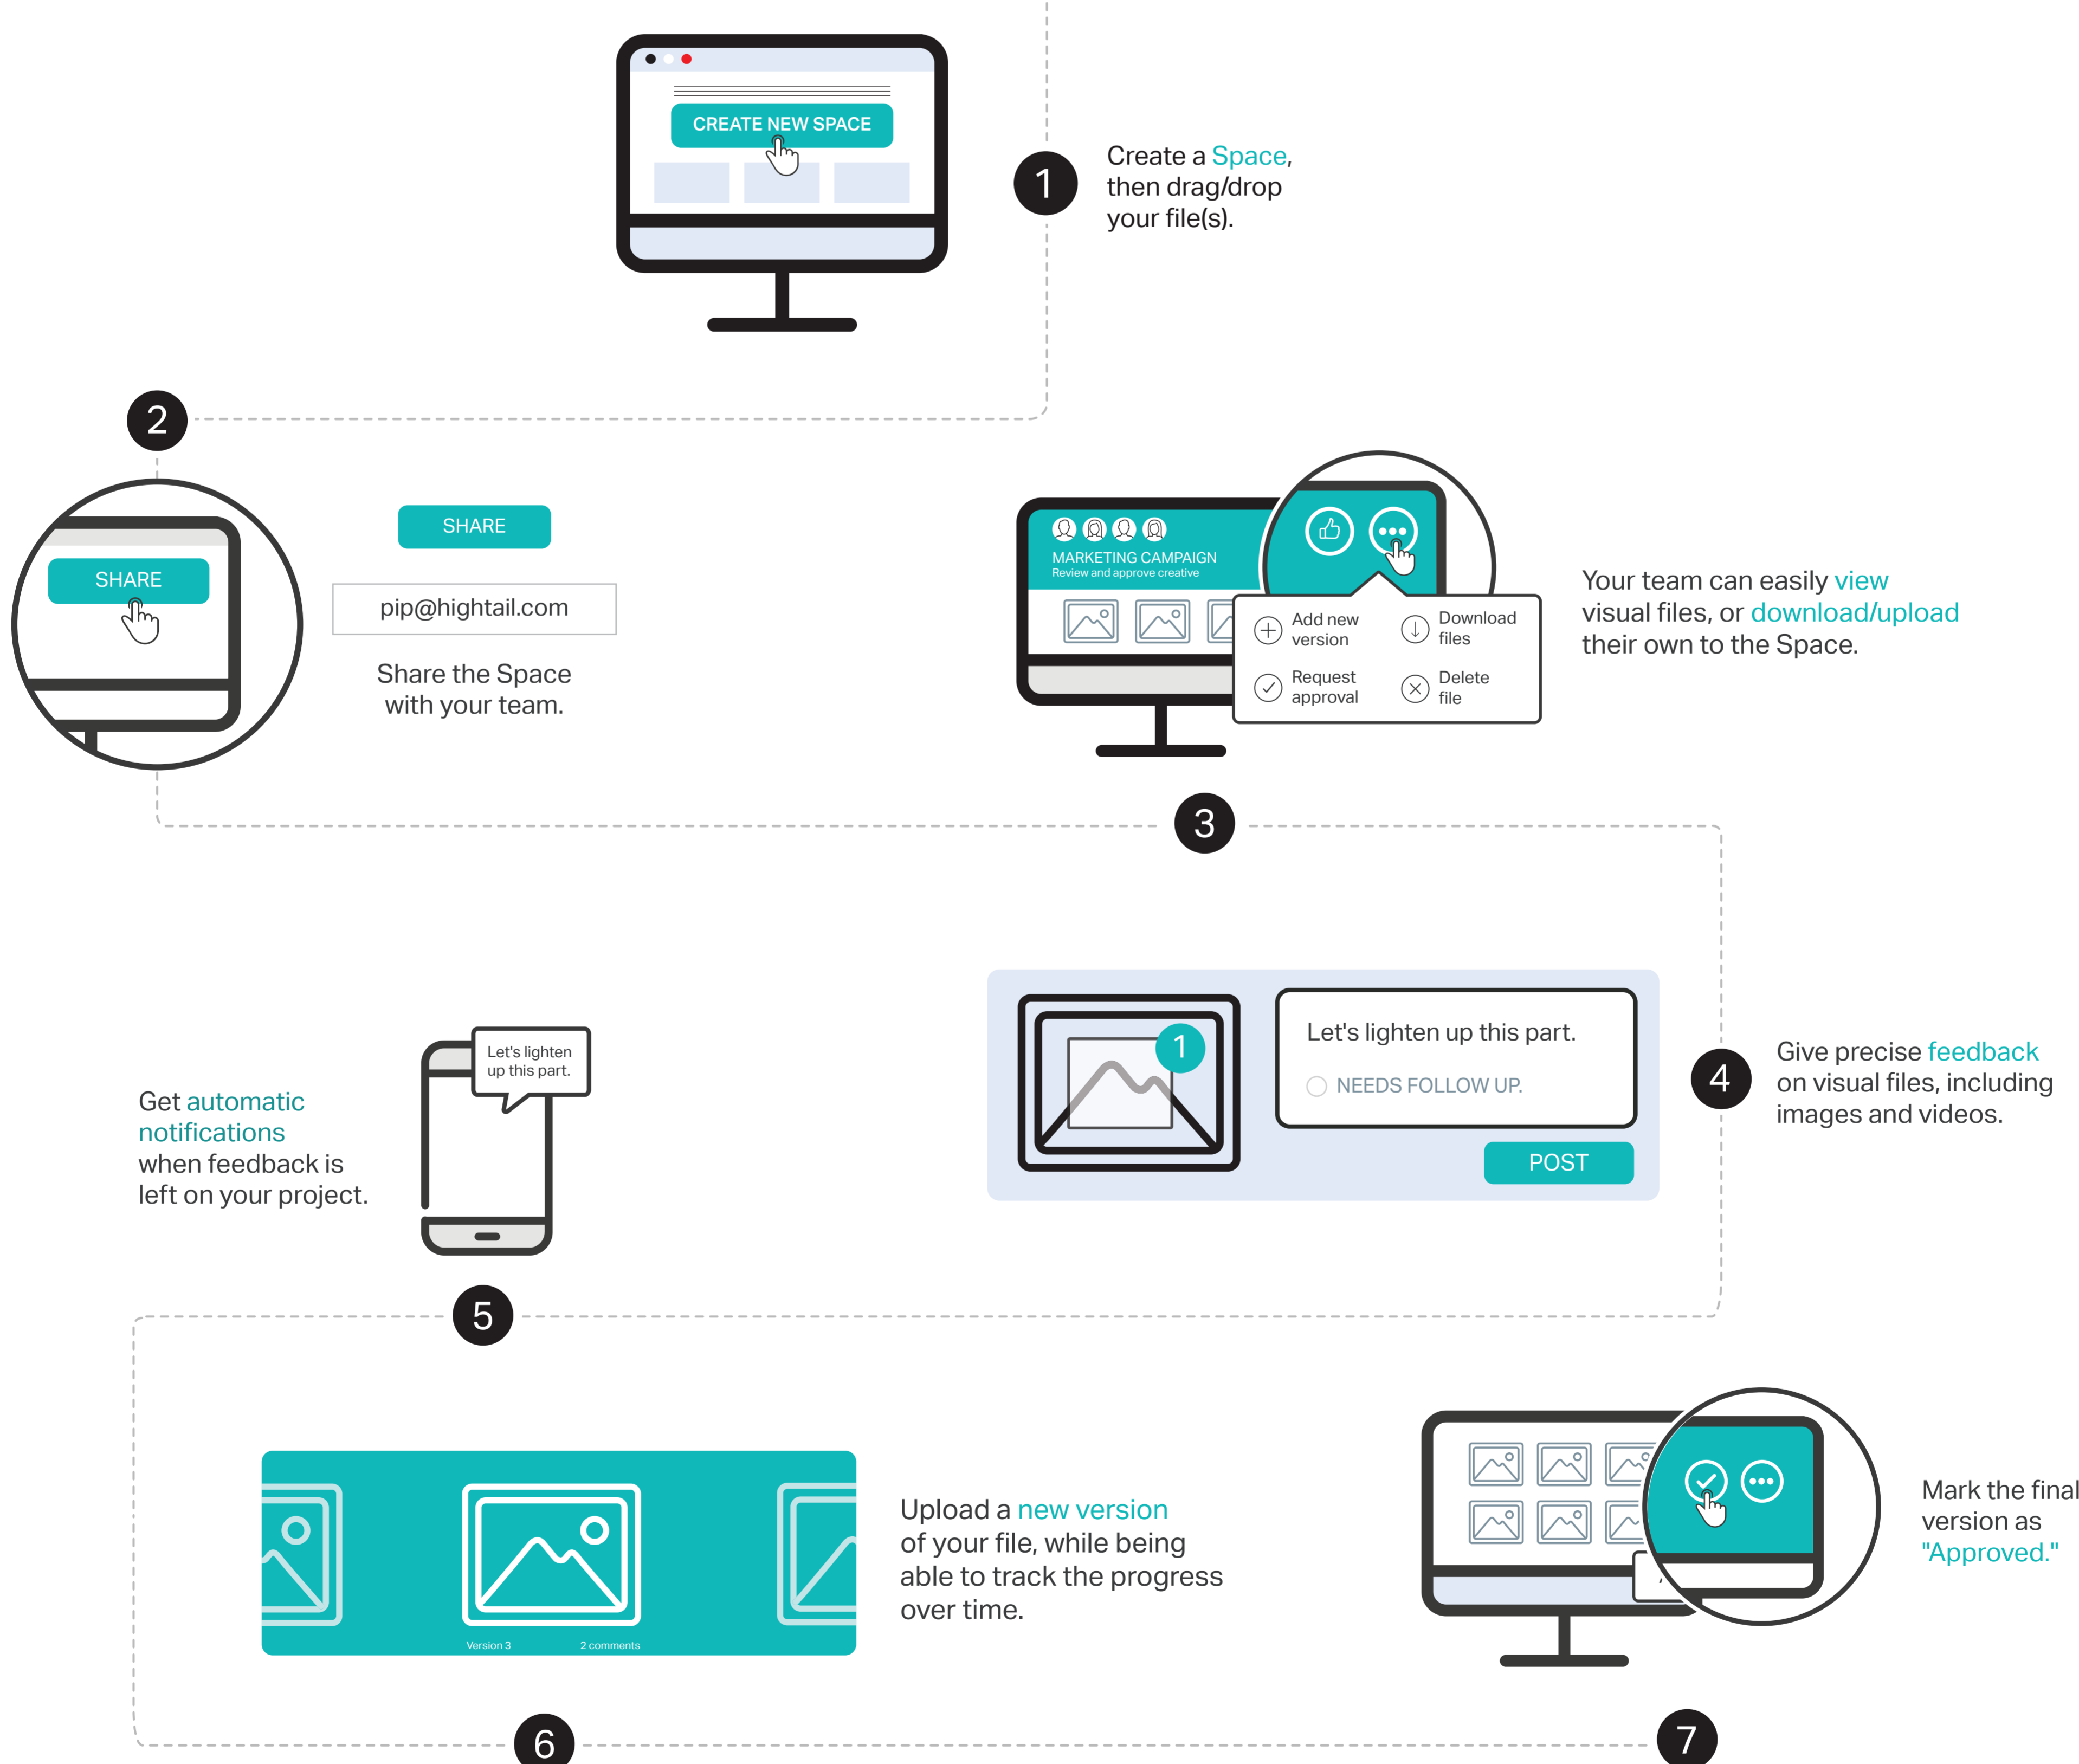 CREATE NEW SPACE
1
Create a Space,
then drag/drop
your file(s).
2
SHARE
SHARE
pip@hightail.com
Share the Space
with your team.
MARKETING CAMPAIGN
Review and approve creative
Add new
version
Download
files
Request
approval
Delete
file
Your team can easily view
visual files, or download/upload
their own to the Space.
3
1
Let's lighten up this part.
NEEDS FOLLOW UP.
POST
4
Give precise feedback
on visual files, including
images and videos.
Get automatic
notifications
when feedback is
left on your project.
Let's lighten
up this part.
5
Version 3
2 comments
Upload a new version
of your file, while being
able to track the progress
over time.
6
Mark the final
version as
"Approved."
7